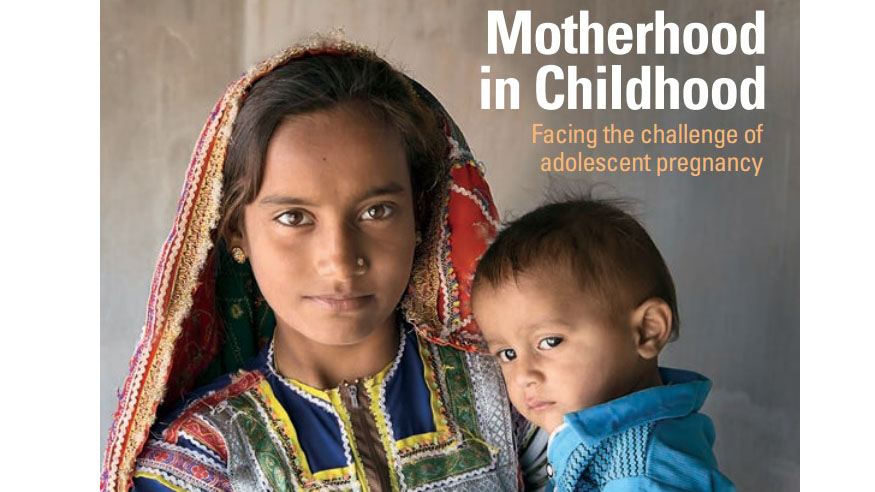 Motherhood
in Childhood
Facing the challenge of
adolescent pregnancy